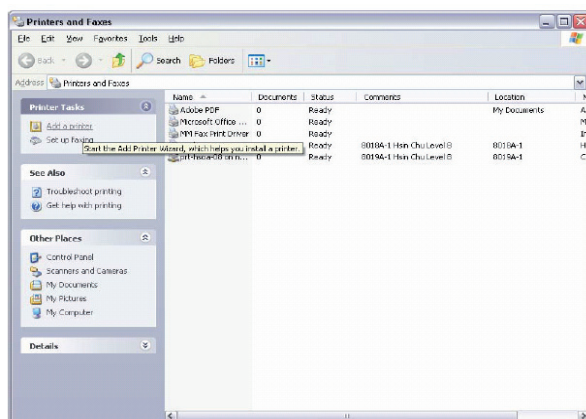 Printers and Faxes
File Edit View Favorites Tools Help
Back Search Folders
Address Printers and Faxes
Printer Tasks
Add a printer
Set up faxing
Start the Add Printer Wizard, which helps you install a printer.
See Also
Troubleshoot printing
Get help with printing
Other Places
Control Panel
Scanners and Cameras
My Documents
My Pictures
My Computer
Details
Name Documents Status Comments Location
Adobe PDF 0 Ready My Documents
Microsoft Office ... 0 Ready
MM Fax Print Driver 0 Ready
Ready 8018A-1 Hsin Chu Level 8 8018A-1
0 Ready 8019A-1 Hsin Chu Level 8 8019A-1